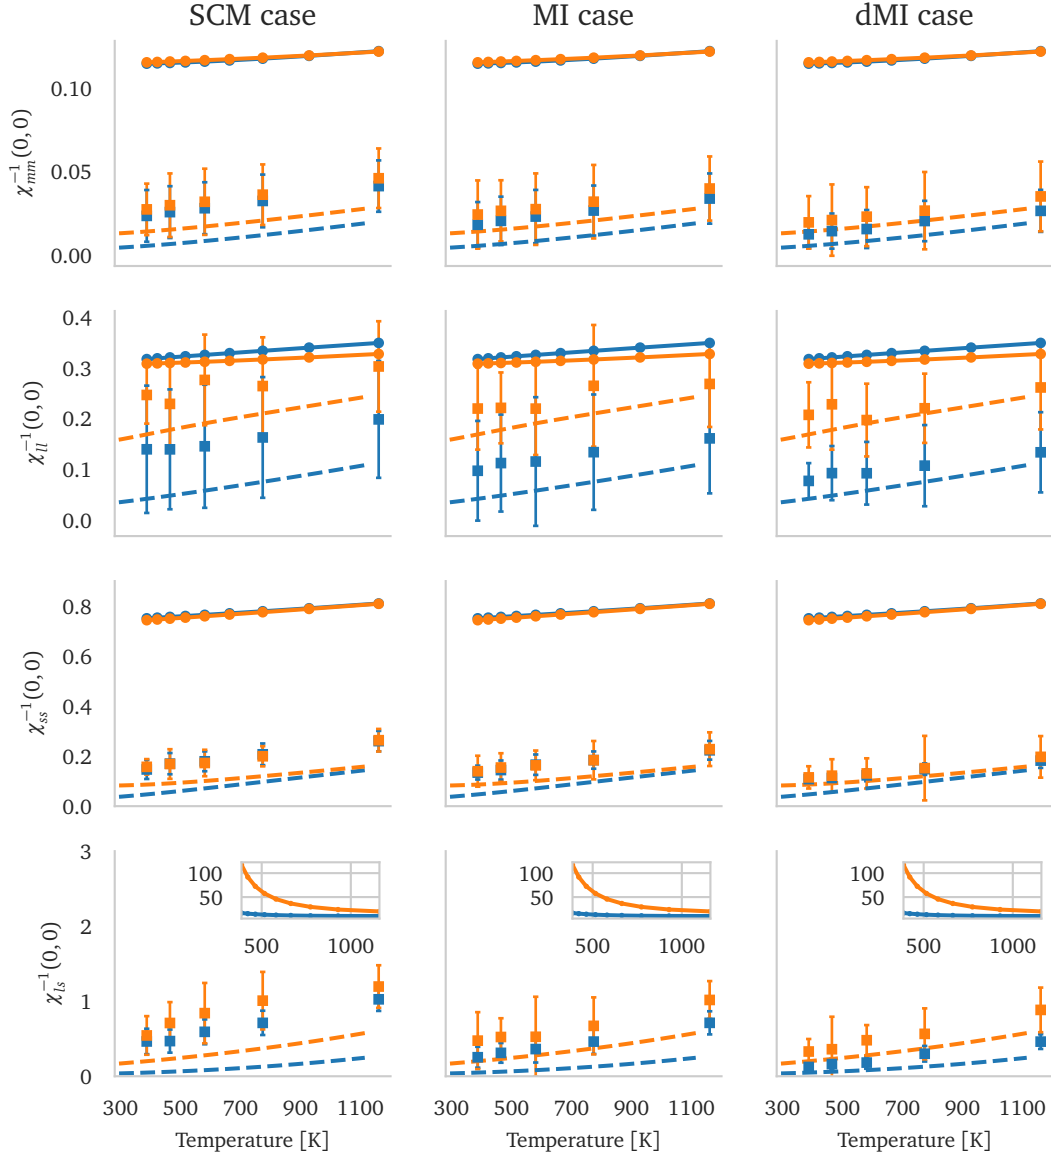 SCM case MI case dMI case
χ⁻¹ₘₘ(0, 0)
0.10
0.05
0.00
χ⁻¹ₗₗ(0, 0)
0.4
0.3
0.2
0.1
0.0
χ⁻¹ₛₛ(0, 0)
0.8
0.6
0.4
0.2
0.0
χ⁻¹ₗₛ(0, 0)
3
2
1
0
100 100 100
50 50 50
500 1000 500 1000 500 1000
300 500 700 900 1100 300 500 700 900 1100 300 500 700 900 1100
Temperature [K] Temperature [K] Temperature [K]